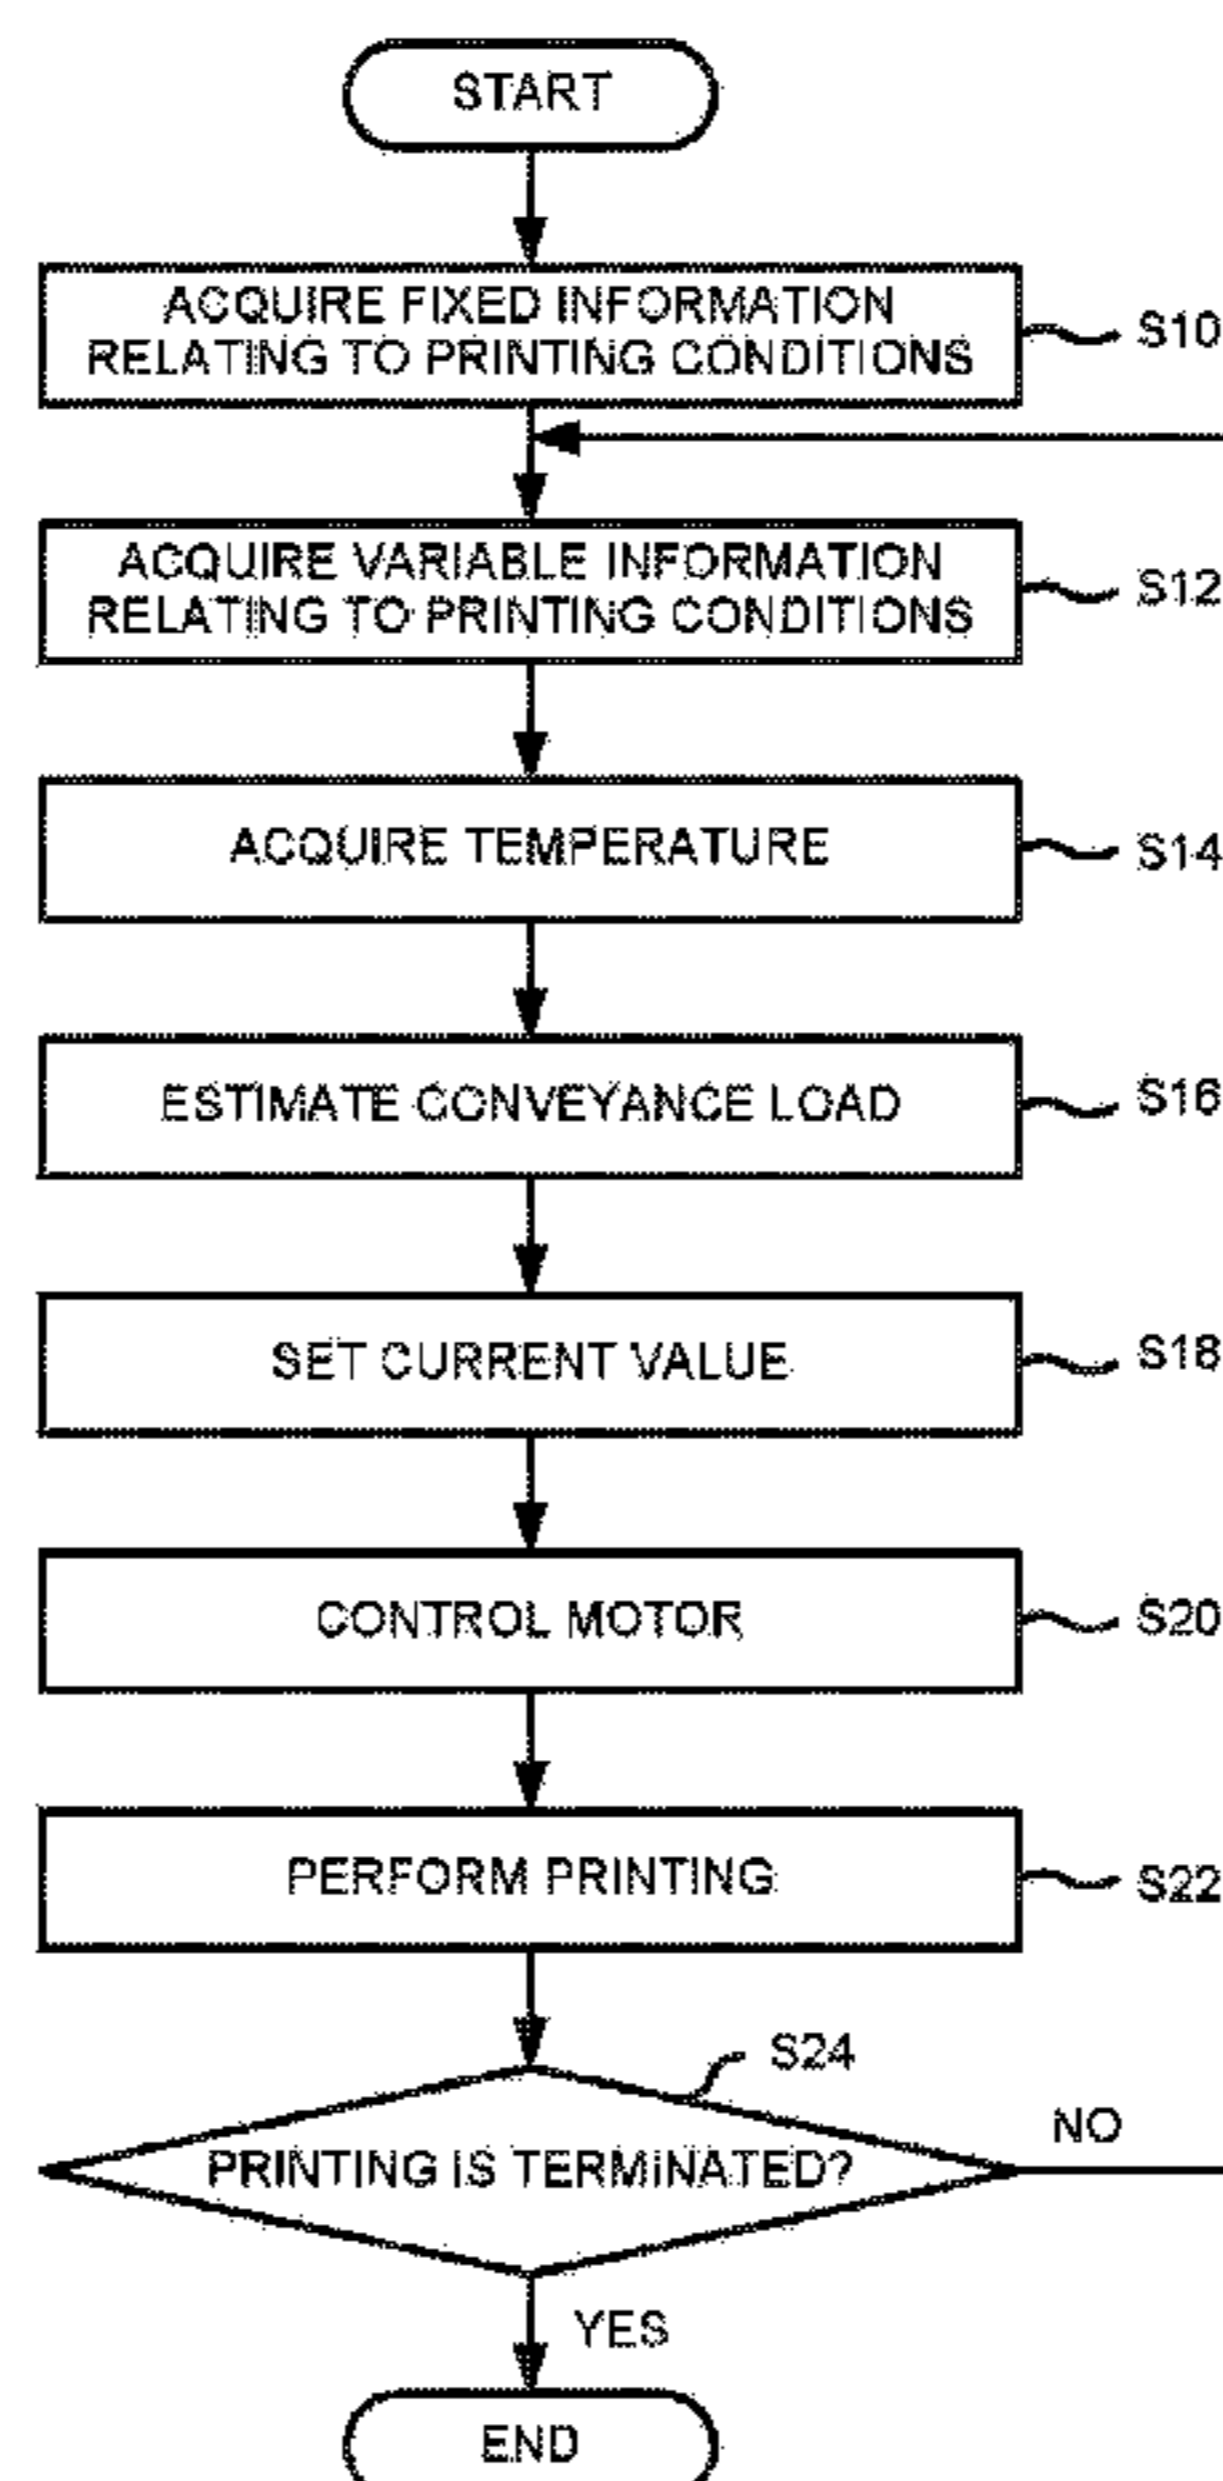 START
ACQUIRE FIXED INFORMATION
RELATING TO PRINTING CONDITIONS
S10
ACQUIRE VARIABLE INFORMATION
RELATING TO PRINTING CONDITIONS
S12
ACQUIRE TEMPERATURE
S14
ESTIMATE CONVEYANCE LOAD
S16
SET CURRENT VALUE
S18
CONTROL MOTOR
S20
PERFORM PRINTING
S22
S24
PRINTING IS TERMINATED?
NO
YES
END